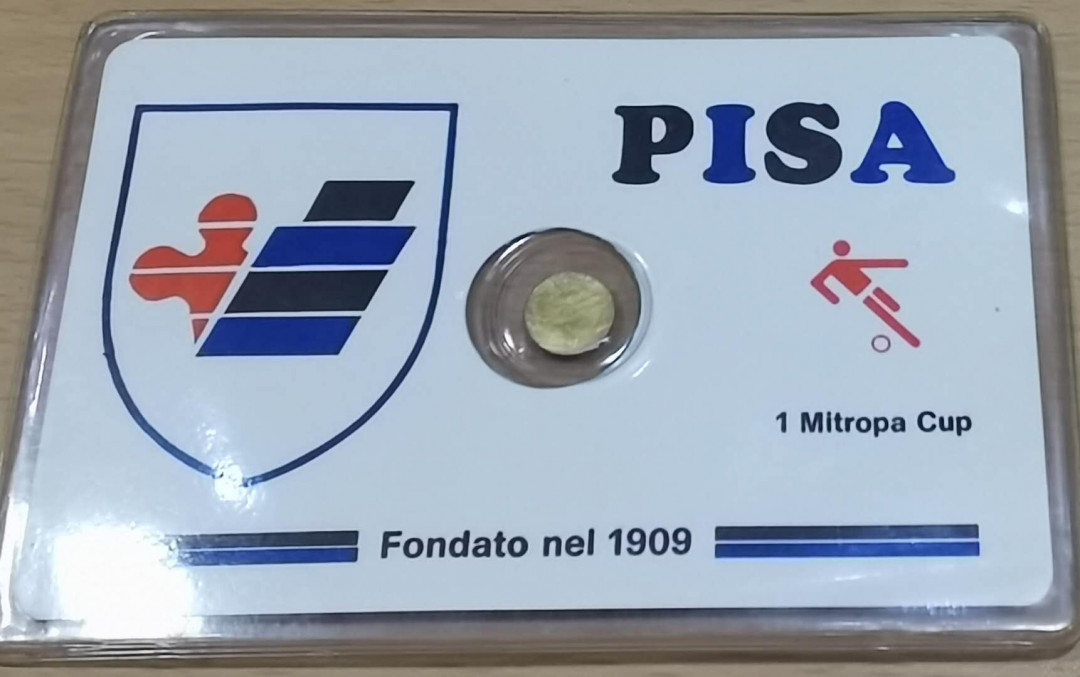 PISA
1 Mitropa Cup
Fondato nel 1909